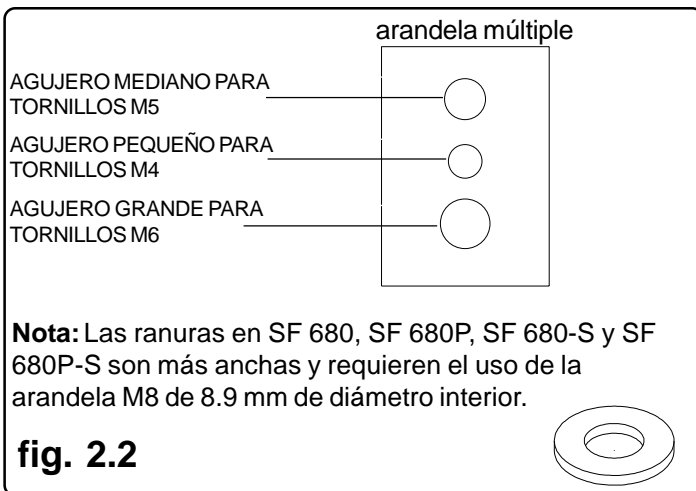 arandela múltiple
AGUJERO MEDIANO PARA
TORNILLOS M5
AGUJERO PEQUEÑO PARA
TORNILLOS M4
AGUJERO GRANDE PARA
TORNILLOS M6
Nota: Las ranuras en SF 680, SF 680P, SF 680-S y SF
680P-S son más anchas y requieren el uso de la
arandela M8 de 8.9 mm de diámetro interior.
fig. 2.2